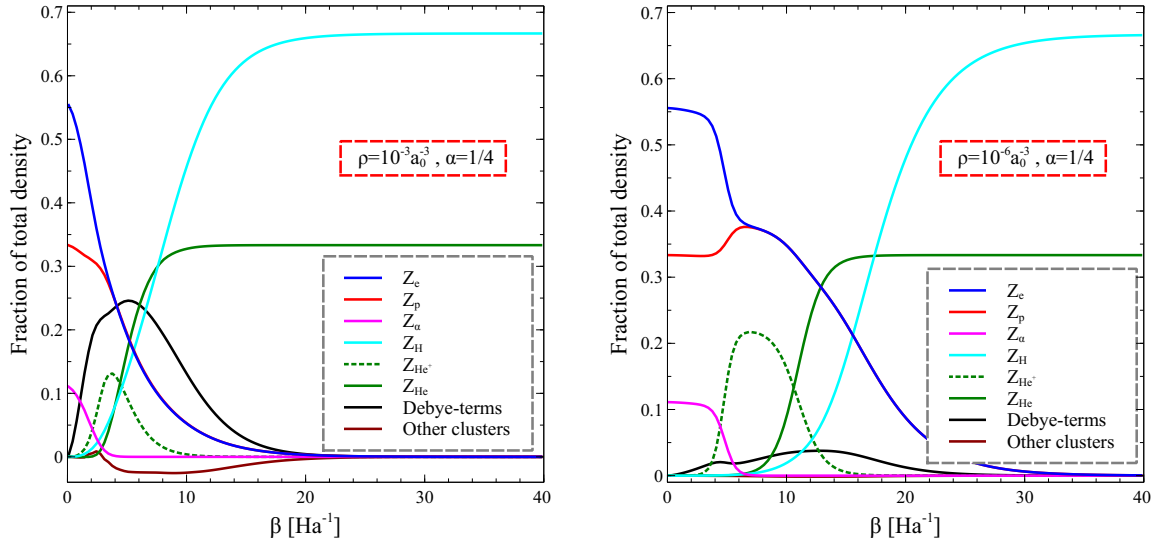 Fraction of total density
0.7
0.6
0.5
0.4
0.3
0.2
0.1
0
ρ=10⁻³a₀⁻³ , α=1/4
Zₑ
Zₚ
Z_α
Z_H
Z_He⁺
Z_He
Debye-terms
Other clusters
0 10 20 30 40
β [Ha⁻¹]
Fraction of total density
0.7
0.6
0.5
0.4
0.3
0.2
0.1
0
ρ=10⁻⁶a₀⁻³ , α=1/4
Zₑ
Zₚ
Z_α
Z_H
Z_He⁺
Z_He
Debye-terms
Other clusters
0 10 20 30 40
β [Ha⁻¹]